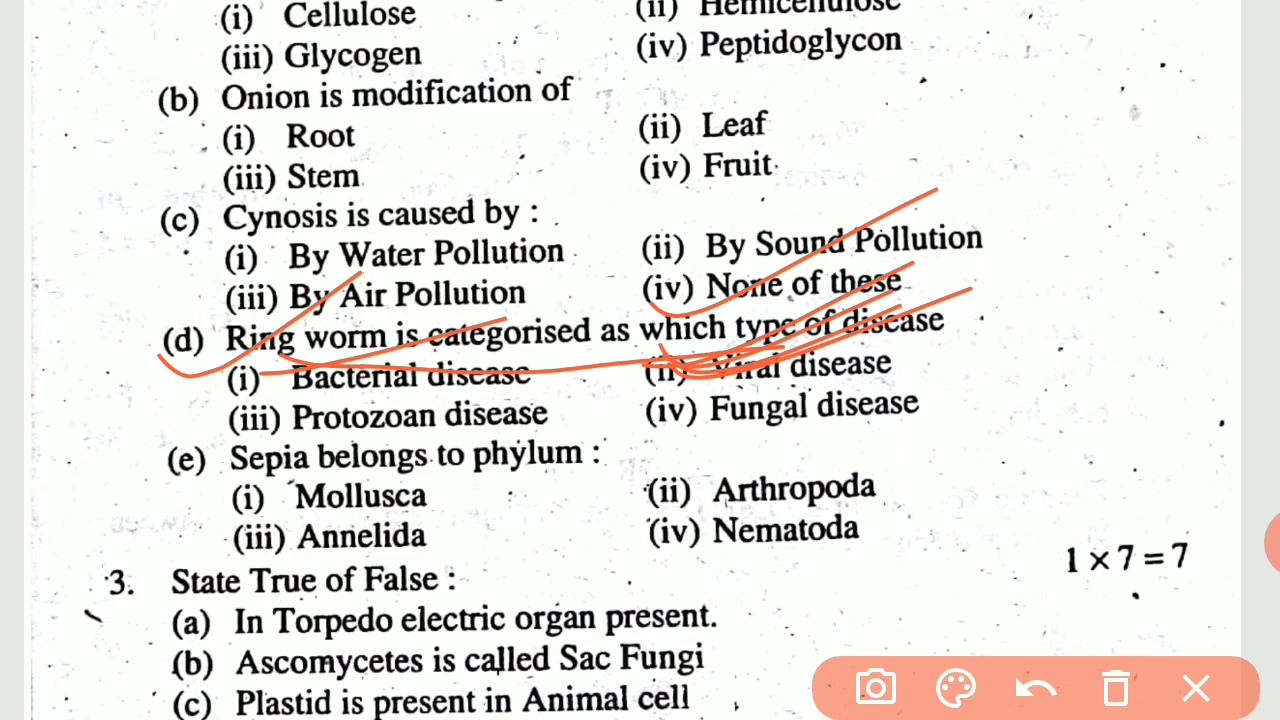 (i) Cellulose (ii) Hemicellulose
(iii) Glycogen (iv) Peptidoglycon
(b) Onion is modification of
(i) Root (ii) Leaf
(iii) Stem (iv) Fruit
(c) Cynosis is caused by :
(i) By Water Pollution (ii) By Sound Pollution
(iii) By Air Pollution (iv) None of these
(d) Ring worm is categorised as which type of disease
(i) Bacterial disease (ii) Viral disease
(iii) Protozoan disease (iv) Fungal disease
(e) Sepia belongs to phylum :
(i) Mollusca (ii) Arthropoda
(iii) Annelida (iv) Nematoda
1 × 7 = 7
3. State True of False :
(a) In Torpedo electric organ present.
(b) Ascomycetes is called Sac Fungi
(c) Plastid is present in Animal cell